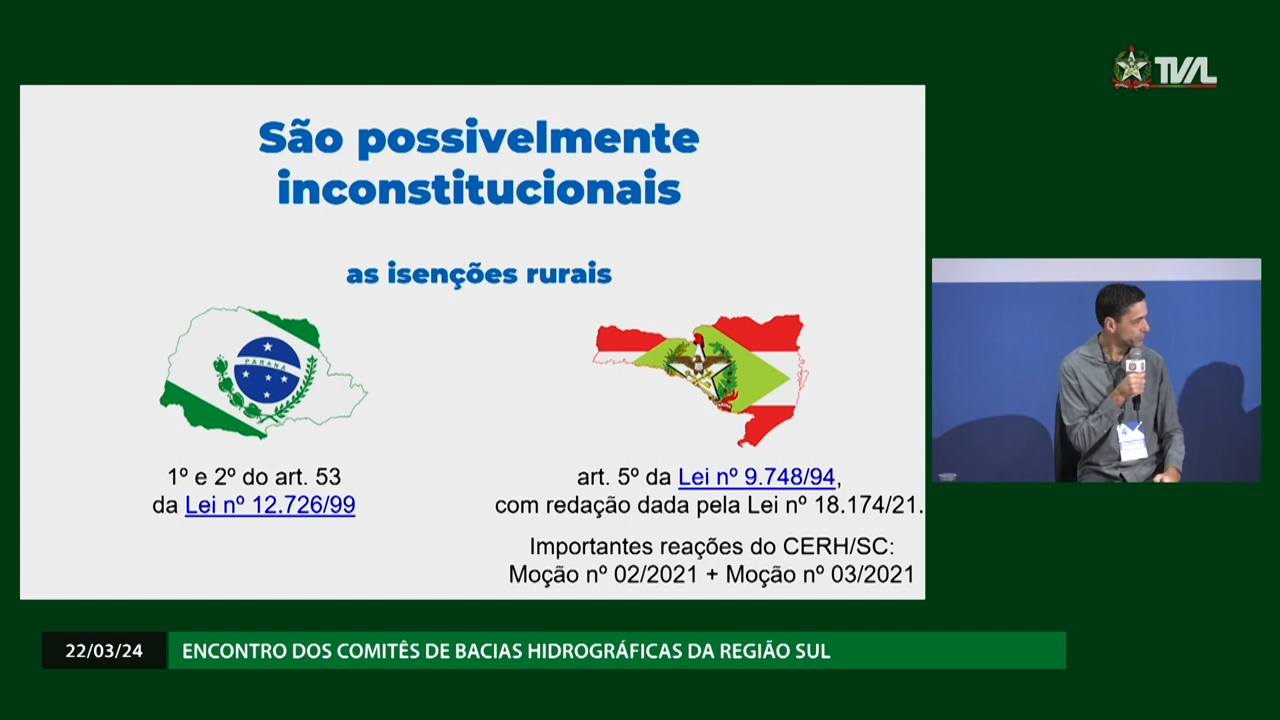 TVAL
São possivelmente
inconstitucionais
as isenções rurais
PARANÁ
1º e 2º do art. 53
da Lei nº 12.726/99
art. 5º da Lei nº 9.748/94,
com redação dada pela Lei nº 18.174/21.
Importantes reações do CERH/SC:
Moção nº 02/2021 + Moção nº 03/2021
22/03/24
ENCONTRO DOS COMITÊS DE BACIAS HIDROGRÁFICAS DA REGIÃO SUL